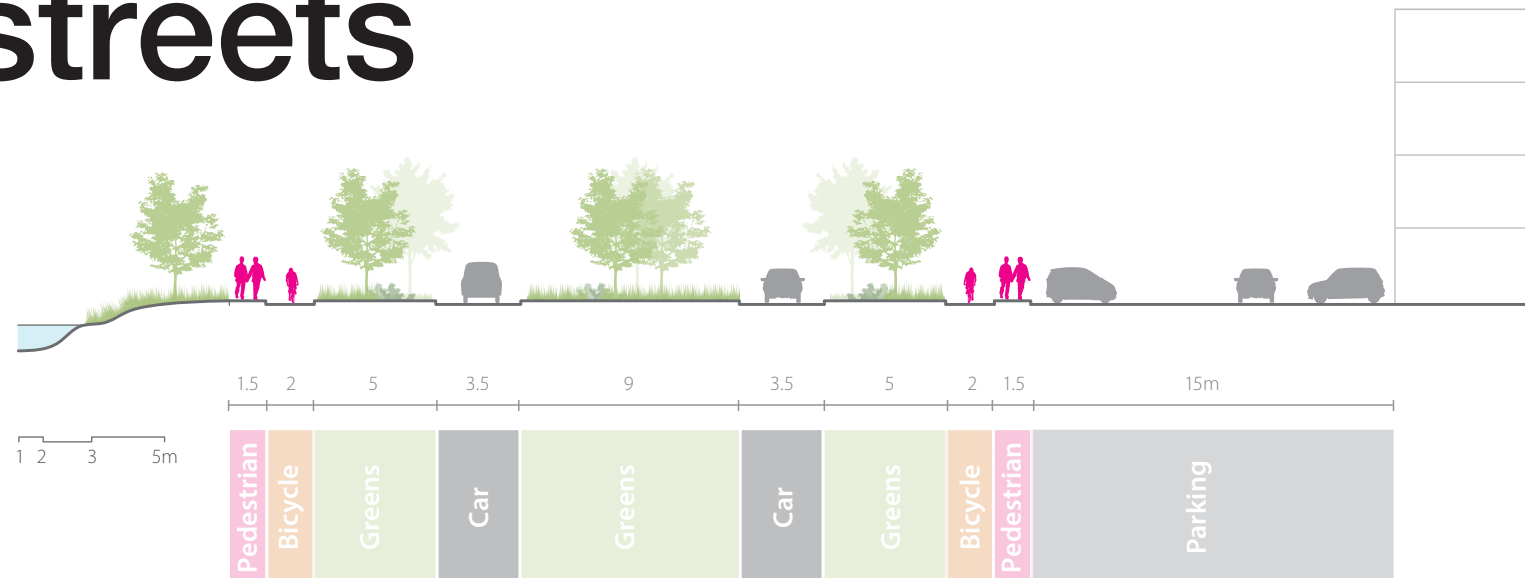 streets
1.5 2 5 3.5 9 3.5 5 2 1.5 15m
1 2 3 5m
Pedestrian
Bicycle
Greens
Car
Greens
Car
Greens
Bicycle
Pedestrian
Parking